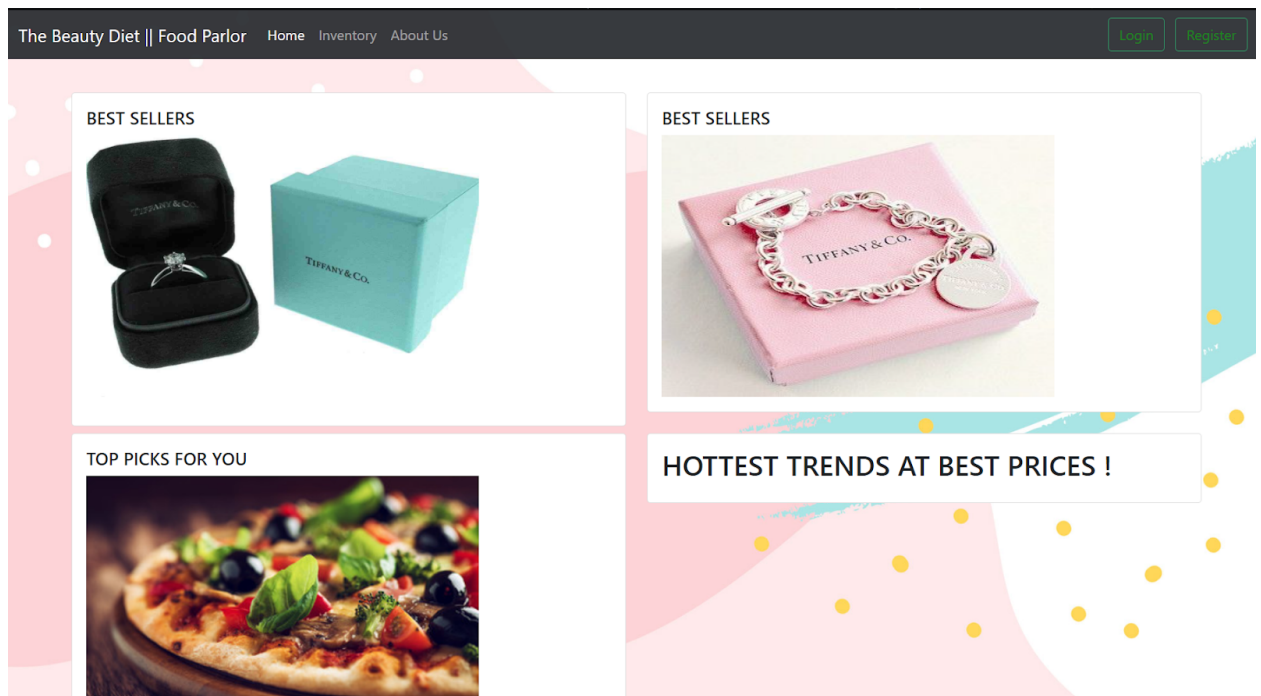 The Beauty Diet || Food Parlor
Home
Inventory
About Us
Login
Register
BEST SELLERS
TIFFANY & CO.
TIFFANY & CO.
BEST SELLERS
TIFFANY & CO.
TOP PICKS FOR YOU
HOTTEST TRENDS AT BEST PRICES !